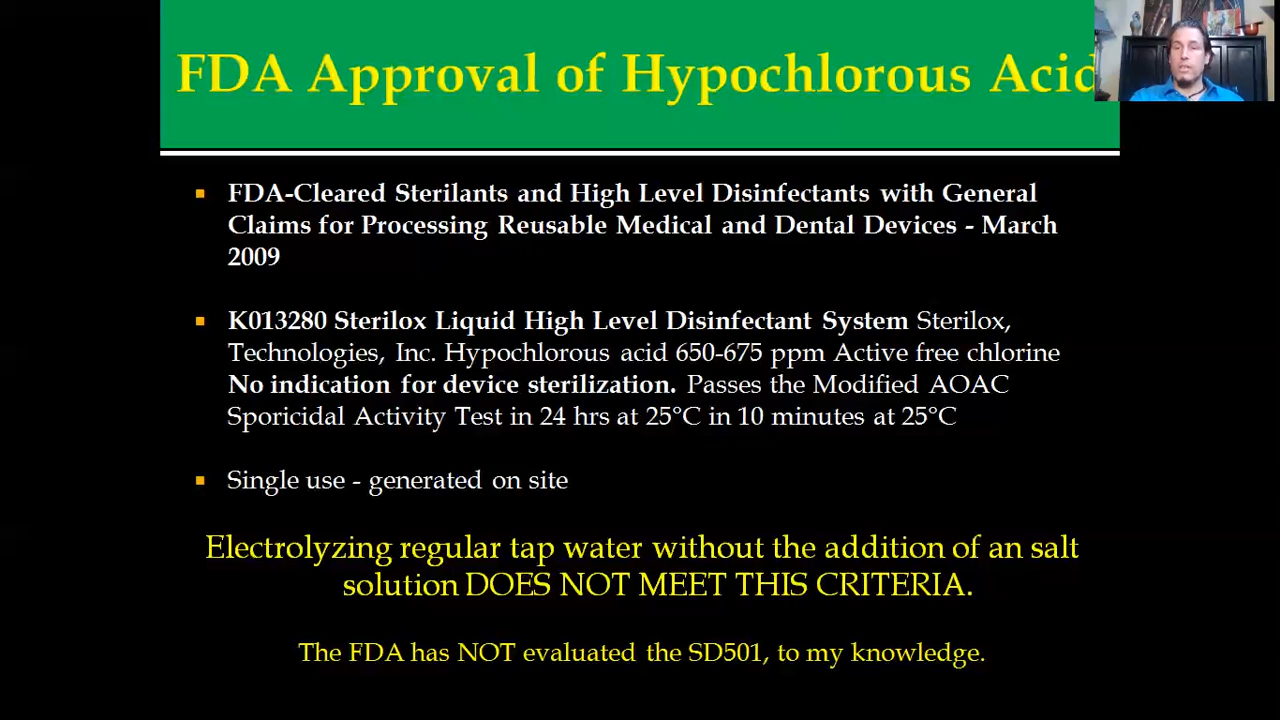 FDA Approval of Hypochlorous Acid
FDA-Cleared Sterilants and High Level Disinfectants with General
Claims for Processing Reusable Medical and Dental Devices - March
2009
K013280 Sterilox Liquid High Level Disinfectant System Sterilox,
Technologies, Inc. Hypochlorous acid 650-675 ppm Active free chlorine
No indication for device sterilization. Passes the Modified AOAC
Sporicidal Activity Test in 24 hrs at 25°C in 10 minutes at 25°C
Single use - generated on site
Electrolyzing regular tap water without the addition of an salt
solution DOES NOT MEET THIS CRITERIA.
The FDA has NOT evaluated the SD501, to my knowledge.